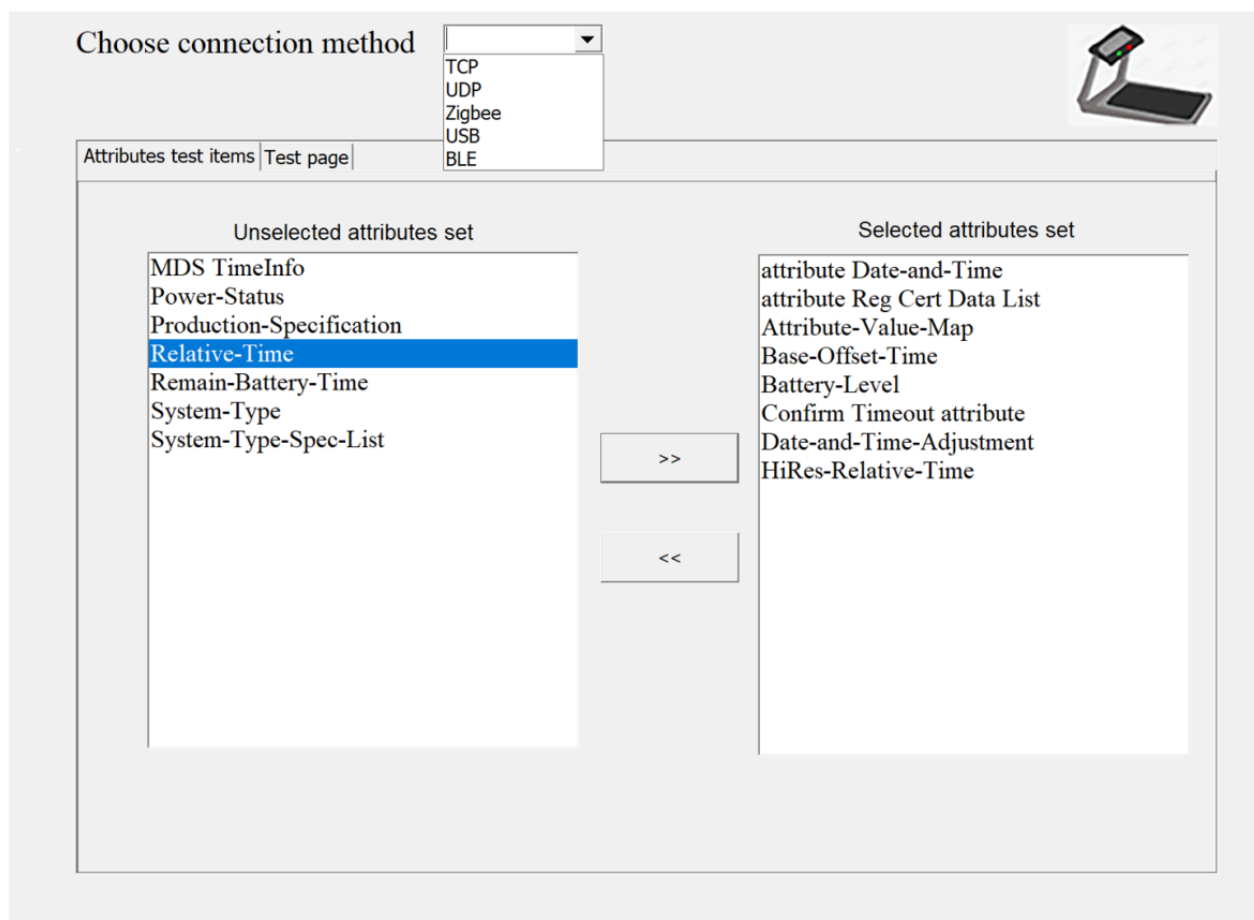 Choose connection method
TCP
UDP
Zigbee
USB
BLE
Attributes test items
Test page
Unselected attributes set
MDS TimeInfo
Power-Status
Production-Specification
Relative-Time
Remain-Battery-Time
System-Type
System-Type-Spec-List
>>
<<
Selected attributes set
attribute Date-and-Time
attribute Reg Cert Data List
Attribute-Value-Map
Base-Offset-Time
Battery-Level
Confirm Timeout attribute
Date-and-Time-Adjustment
HiRes-Relative-Time